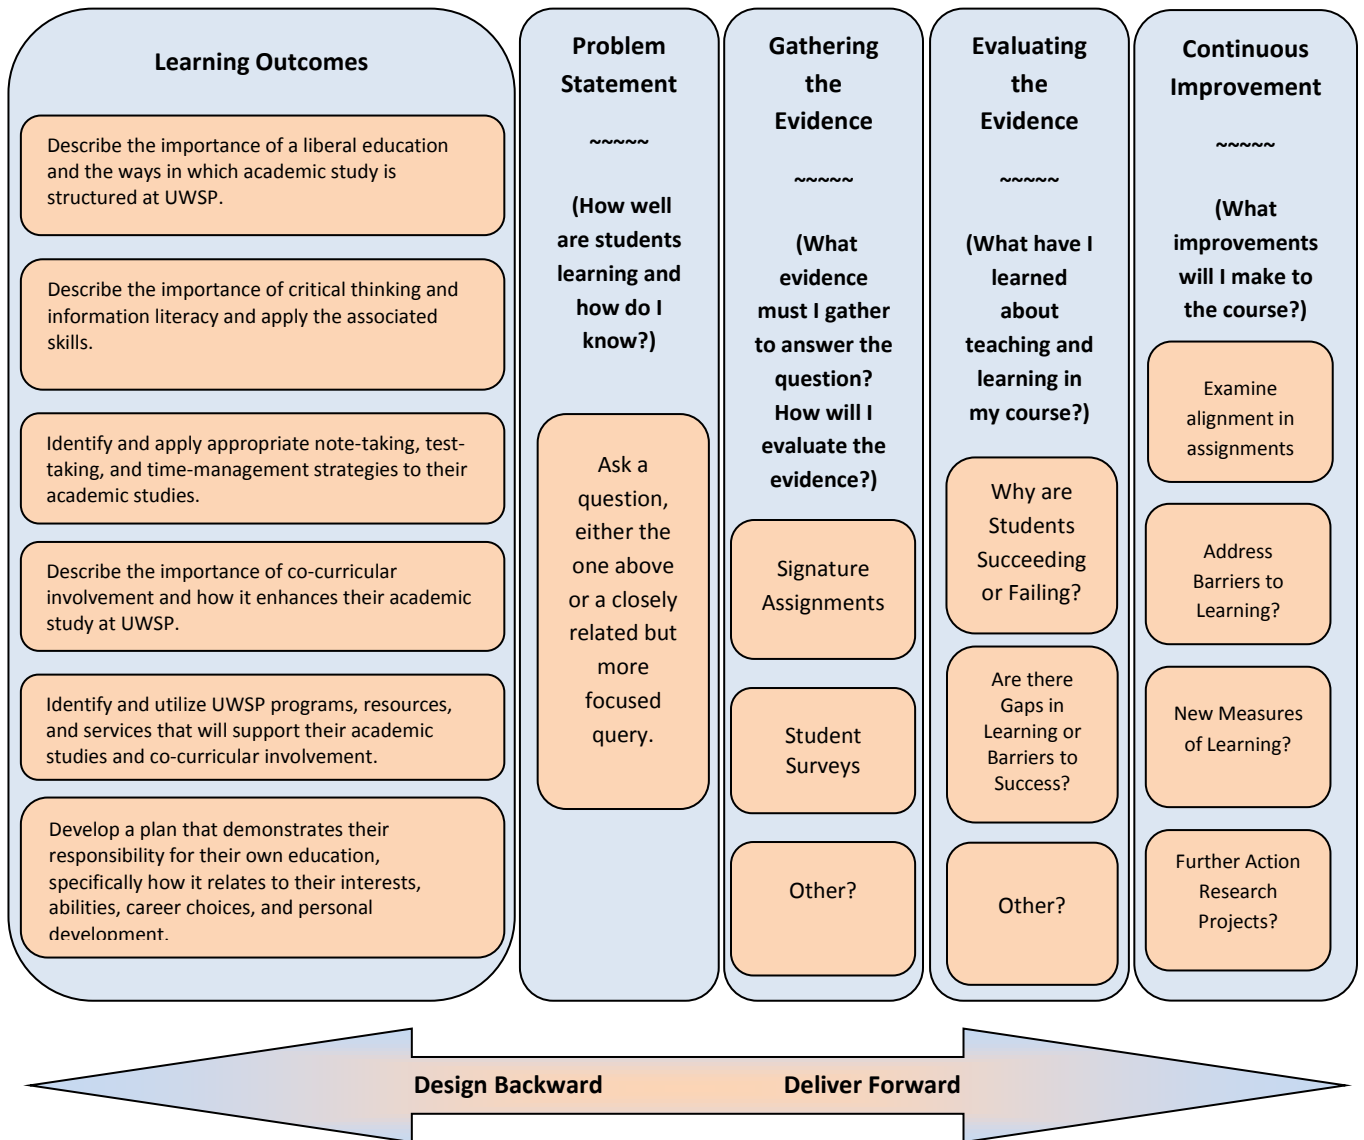 Learning Outcomes
Describe the importance of a liberal education
and the ways in which academic study is
structured at UWSP.
Describe the importance of critical thinking and
information literacy and apply the associated
skills.
Identify and apply appropriate note-taking, test-
taking, and time-management strategies to their
academic studies.
Describe the importance of co-curricular
involvement and how it enhances their academic
study at UWSP.
Identify and utilize UWSP programs, resources,
and services that will support their academic
studies and co-curricular involvement.
Develop a plan that demonstrates their
responsibility for their own education,
specifically how it relates to their interests,
abilities, career choices, and personal
development.
Problem
Statement
~~~~~
(How well
are students
learning and
how do I
know?)
Ask a
question,
either the
one above
or a closely
related but
more
focused
query.
Gathering
the
Evidence
~~~~~
(What
evidence
must I gather
to answer the
question?
How will I
evaluate the
evidence?)
Signature
Assignments
Student
Surveys
Other?
Evaluating
the
Evidence
~~~~~
(What have I
learned
about
teaching and
learning in
my course?)
Why are
Students
Succeeding
or Failing?
Are there
Gaps in
Learning or
Barriers to
Success?
Other?
Continuous
Improvement
~~~~~
(What
improvements
will I make to
the course?)
Examine
alignment in
assignments
Address
Barriers to
Learning?
New Measures
of Learning?
Further Action
Research
Projects?
Design Backward
Deliver Forward